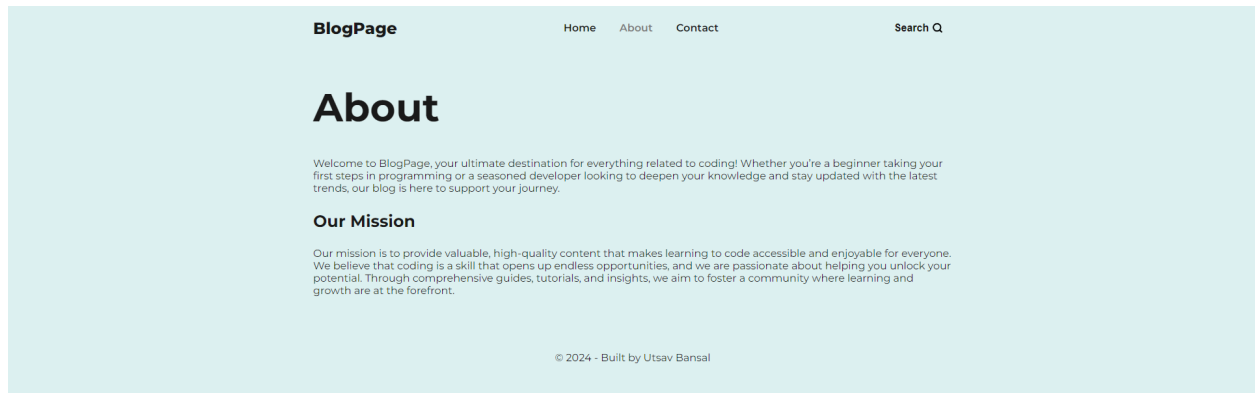 BlogPage
Home About Contact
Search
About
Welcome to BlogPage, your ultimate destination for everything related to coding! Whether you’re a beginner taking your
first steps in programming or a seasoned developer looking to deepen your knowledge and stay updated with the latest
trends, our blog is here to support your journey.
Our Mission
Our mission is to provide valuable, high-quality content that makes learning to code accessible and enjoyable for everyone.
We believe that coding is a skill that opens up endless opportunities, and we are passionate about helping you unlock your
potential. Through comprehensive guides, tutorials, and insights, we aim to foster a community where learning and
growth are at the forefront.
© 2024 - Built by Utsav Bansal